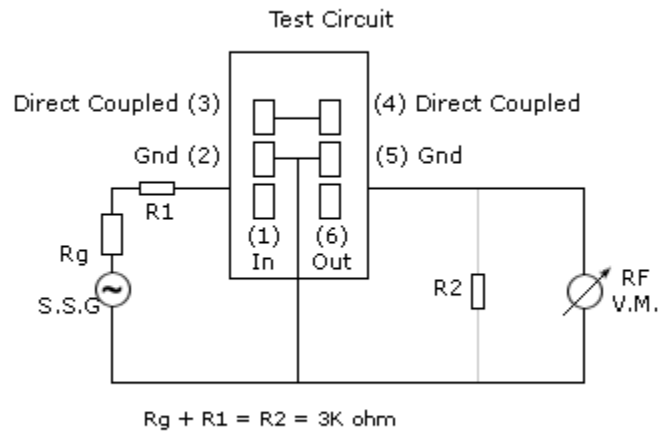 Test Circuit
Direct Coupled (3)
(4) Direct Coupled
Gnd (2)
(5) Gnd
R1
(1)
In
(6)
Out
Rg
S.S.G
R2
RF
V.M.
Rg + R1 = R2 = 3K ohm